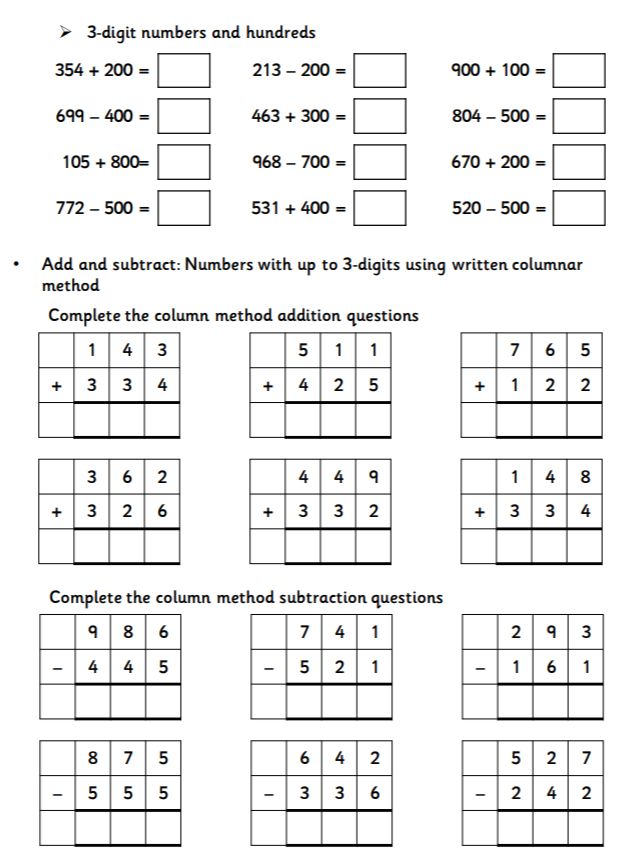 ➤ 3-digit numbers and hundreds
354 + 200 = 213 – 200 = 900 + 100 =
699 – 400 = 463 + 300 = 804 – 500 =
105 + 800= 968 – 700 = 670 + 200 =
772 – 500 = 531 + 400 = 520 – 500 =
• Add and subtract: Numbers with up to 3-digits using written columnar
method
Complete the column method addition questions
1 4 3 5 1 1 7 6 5
+ 3 3 4 + 4 2 5 + 1 2 2
3 6 2 4 4 9 1 4 8
+ 3 2 6 + 3 3 2 + 3 3 4
Complete the column method subtraction questions
9 8 6 7 4 1 2 9 3
– 4 4 5 – 5 2 1 – 1 6 1
8 7 5 6 4 2 5 2 7
– 5 5 5 – 3 3 6 – 2 4 2